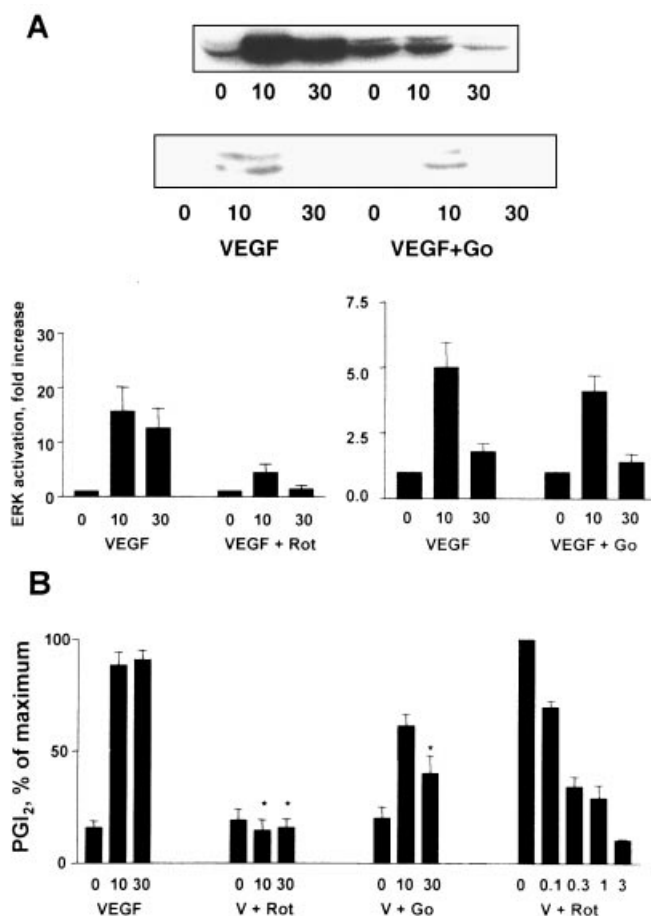 A
0 10 30 0 10 30
0 10 30 0 10 30
VEGF VEGF+Go
ERK activation, fold increase
30
20
10
0
0 10 30 0 10 30
VEGF VEGF + Rot
7.5
5.0
2.5
0.0
0 10 30 0 10 30
VEGF VEGF + Go
B
PGI2, % of maximum
100
50
0
* * *
0 10 30 0 10 30 0 10 30 0 0.1 0.3 1 3
VEGF V + Rot V + Go V + Rot